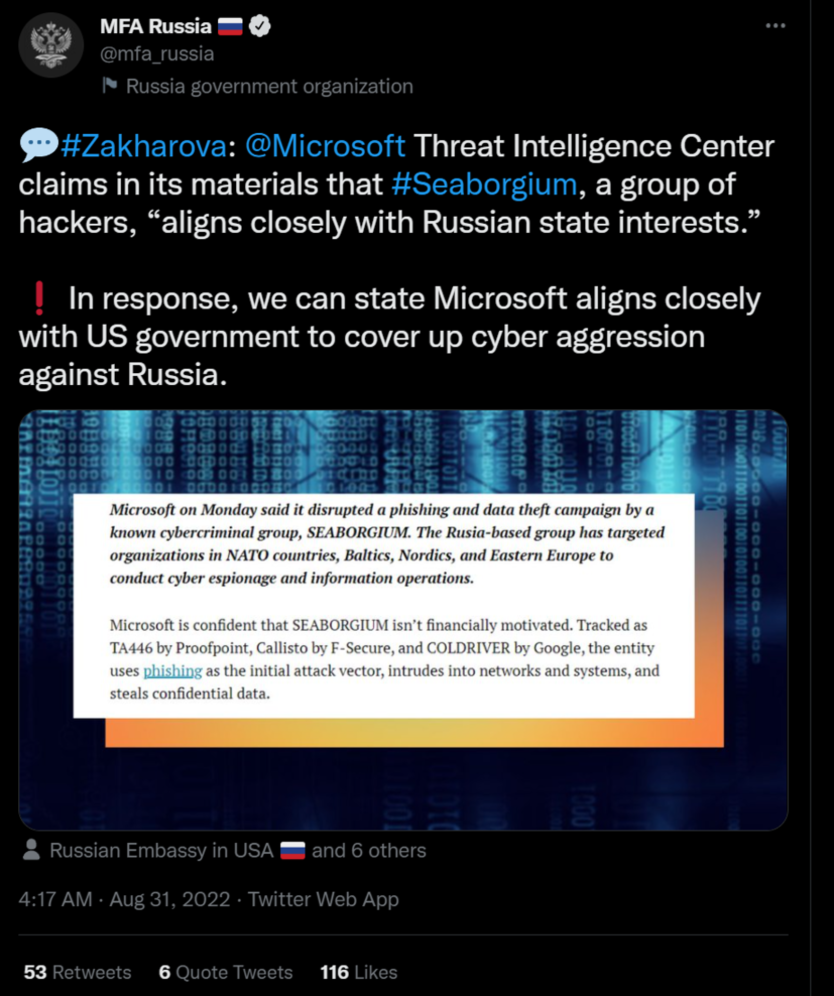 MFA Russia 🇷🇺
@mfa_russia
Russia government organization
💬#Zakharova: @Microsoft Threat Intelligence Center
claims in its materials that #Seaborgium, a group of
hackers, “aligns closely with Russian state interests.”
❗ In response, we can state Microsoft aligns closely
with US government to cover up cyber aggression
against Russia.
Microsoft on Monday said it disrupted a phishing and data theft campaign by a
known cybercriminal group, SEABORGIUM. The Rusia-based group has targeted
organizations in NATO countries, Baltics, Nordics, and Eastern Europe to
conduct cyber espionage and information operations.
Microsoft is confident that SEABORGIUM isn't financially motivated. Tracked as
TA446 by Proofpoint, Callisto by F-Secure, and COLDRIVER by Google, the entity
uses phishing as the initial attack vector, intrudes into networks and systems, and
steals confidential data.
Russian Embassy in USA 🇷🇺 and 6 others
4:17 AM · Aug 31, 2022 · Twitter Web App
53 Retweets 6 Quote Tweets 116 Likes